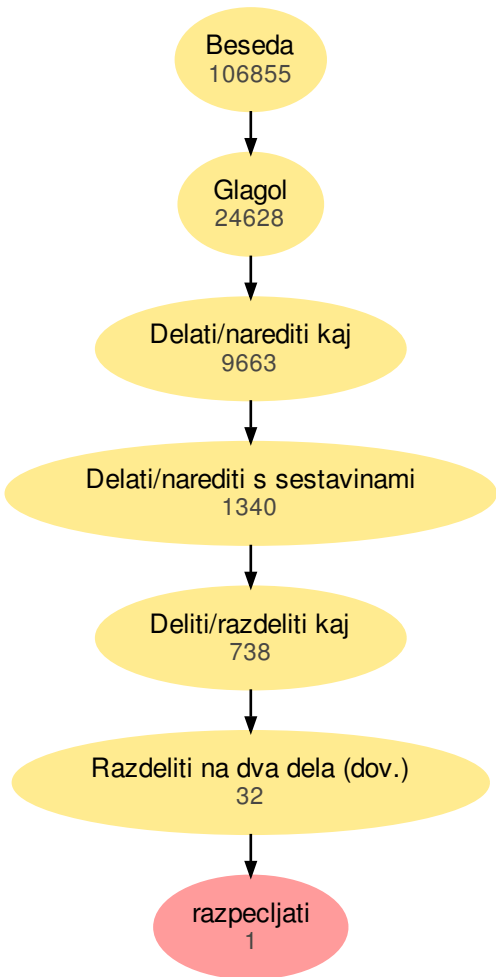 Beseda
106855
Glagol
24628
Delati/narediti kaj
9663
Delati/narediti s sestavinami
1340
Deliti/razdeliti kaj
738
Razdeliti na dva dela (dov.)
32
razpecljati
1